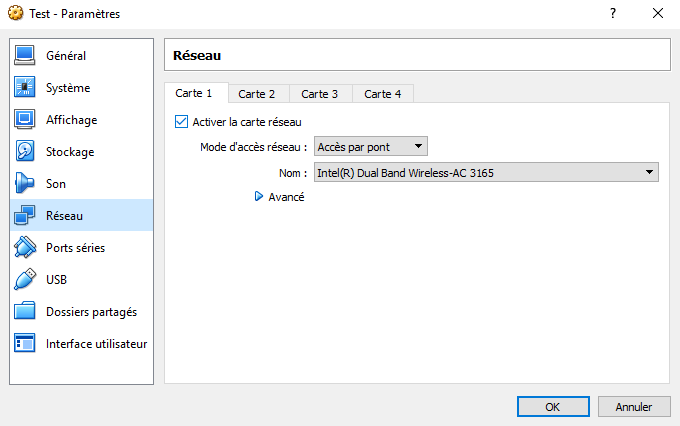 Test - Paramètres
?
Général
Système
Affichage
Stockage
Son
Réseau
Ports séries
USB
Dossiers partagés
Interface utilisateur
Réseau
Carte 1 Carte 2 Carte 3 Carte 4
Activer la carte réseau
Mode d'accès réseau : Accès par pont
Nom : Intel(R) Dual Band Wireless-AC 3165
Avancé
OK Annuler